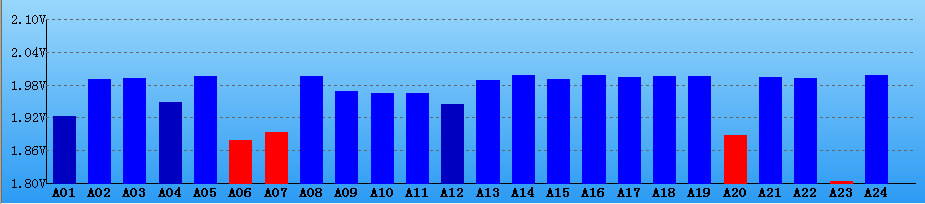 2.10V
2.04V
1.98V
1.92V
1.86V
1.80V
A01 A02 A03 A04 A05 A06 A07 A08 A09 A10 A11 A12 A13 A14 A15 A16 A17 A18 A19 A20 A21 A22 A23 A24